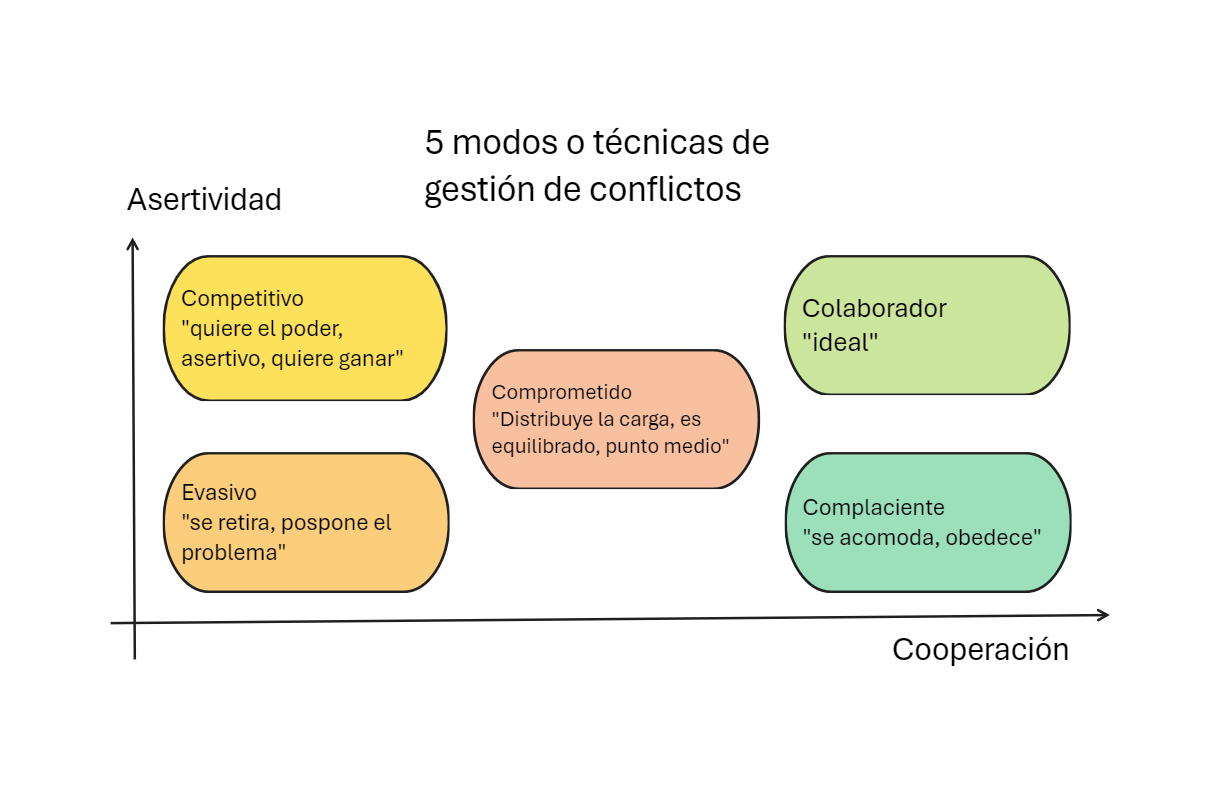 5 modos o técnicas de
gestión de conflictos
Asertividad
Competitivo
"quiere el poder,
asertivo, quiere ganar"
Colaborador
"ideal"
Comprometido
"Distribuye la carga, es
equilibrado, punto medio"
Evasivo
"se retira, pospone el
problema"
Complaciente
"se acomoda, obedece"
Cooperación